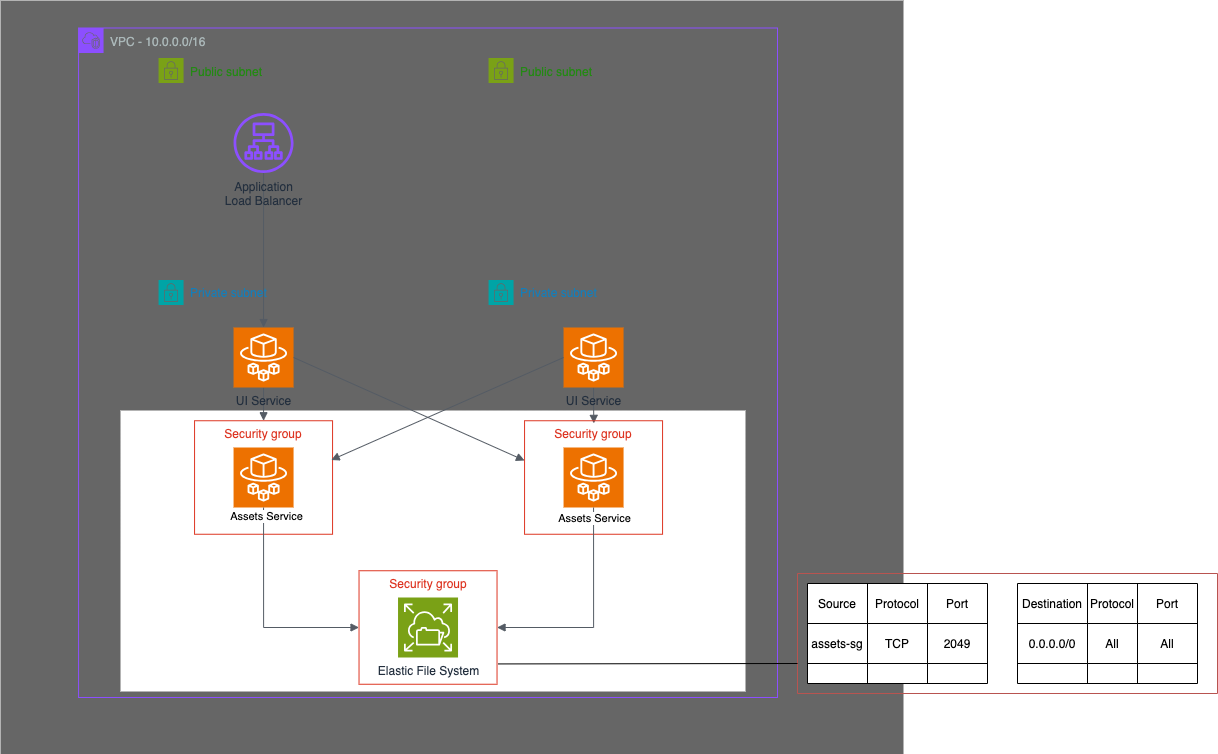 VPC - 10.0.0.0/16
Public subnet
Public subnet
Application
Load Balancer
Private subnet
Private subnet
UI Service
UI Service
Security group
Security group
Assets Service
Assets Service
Security group
Elastic File System
Source Protocol Port
assets-sg TCP 2049
Destination Protocol Port
0.0.0.0/0 All All